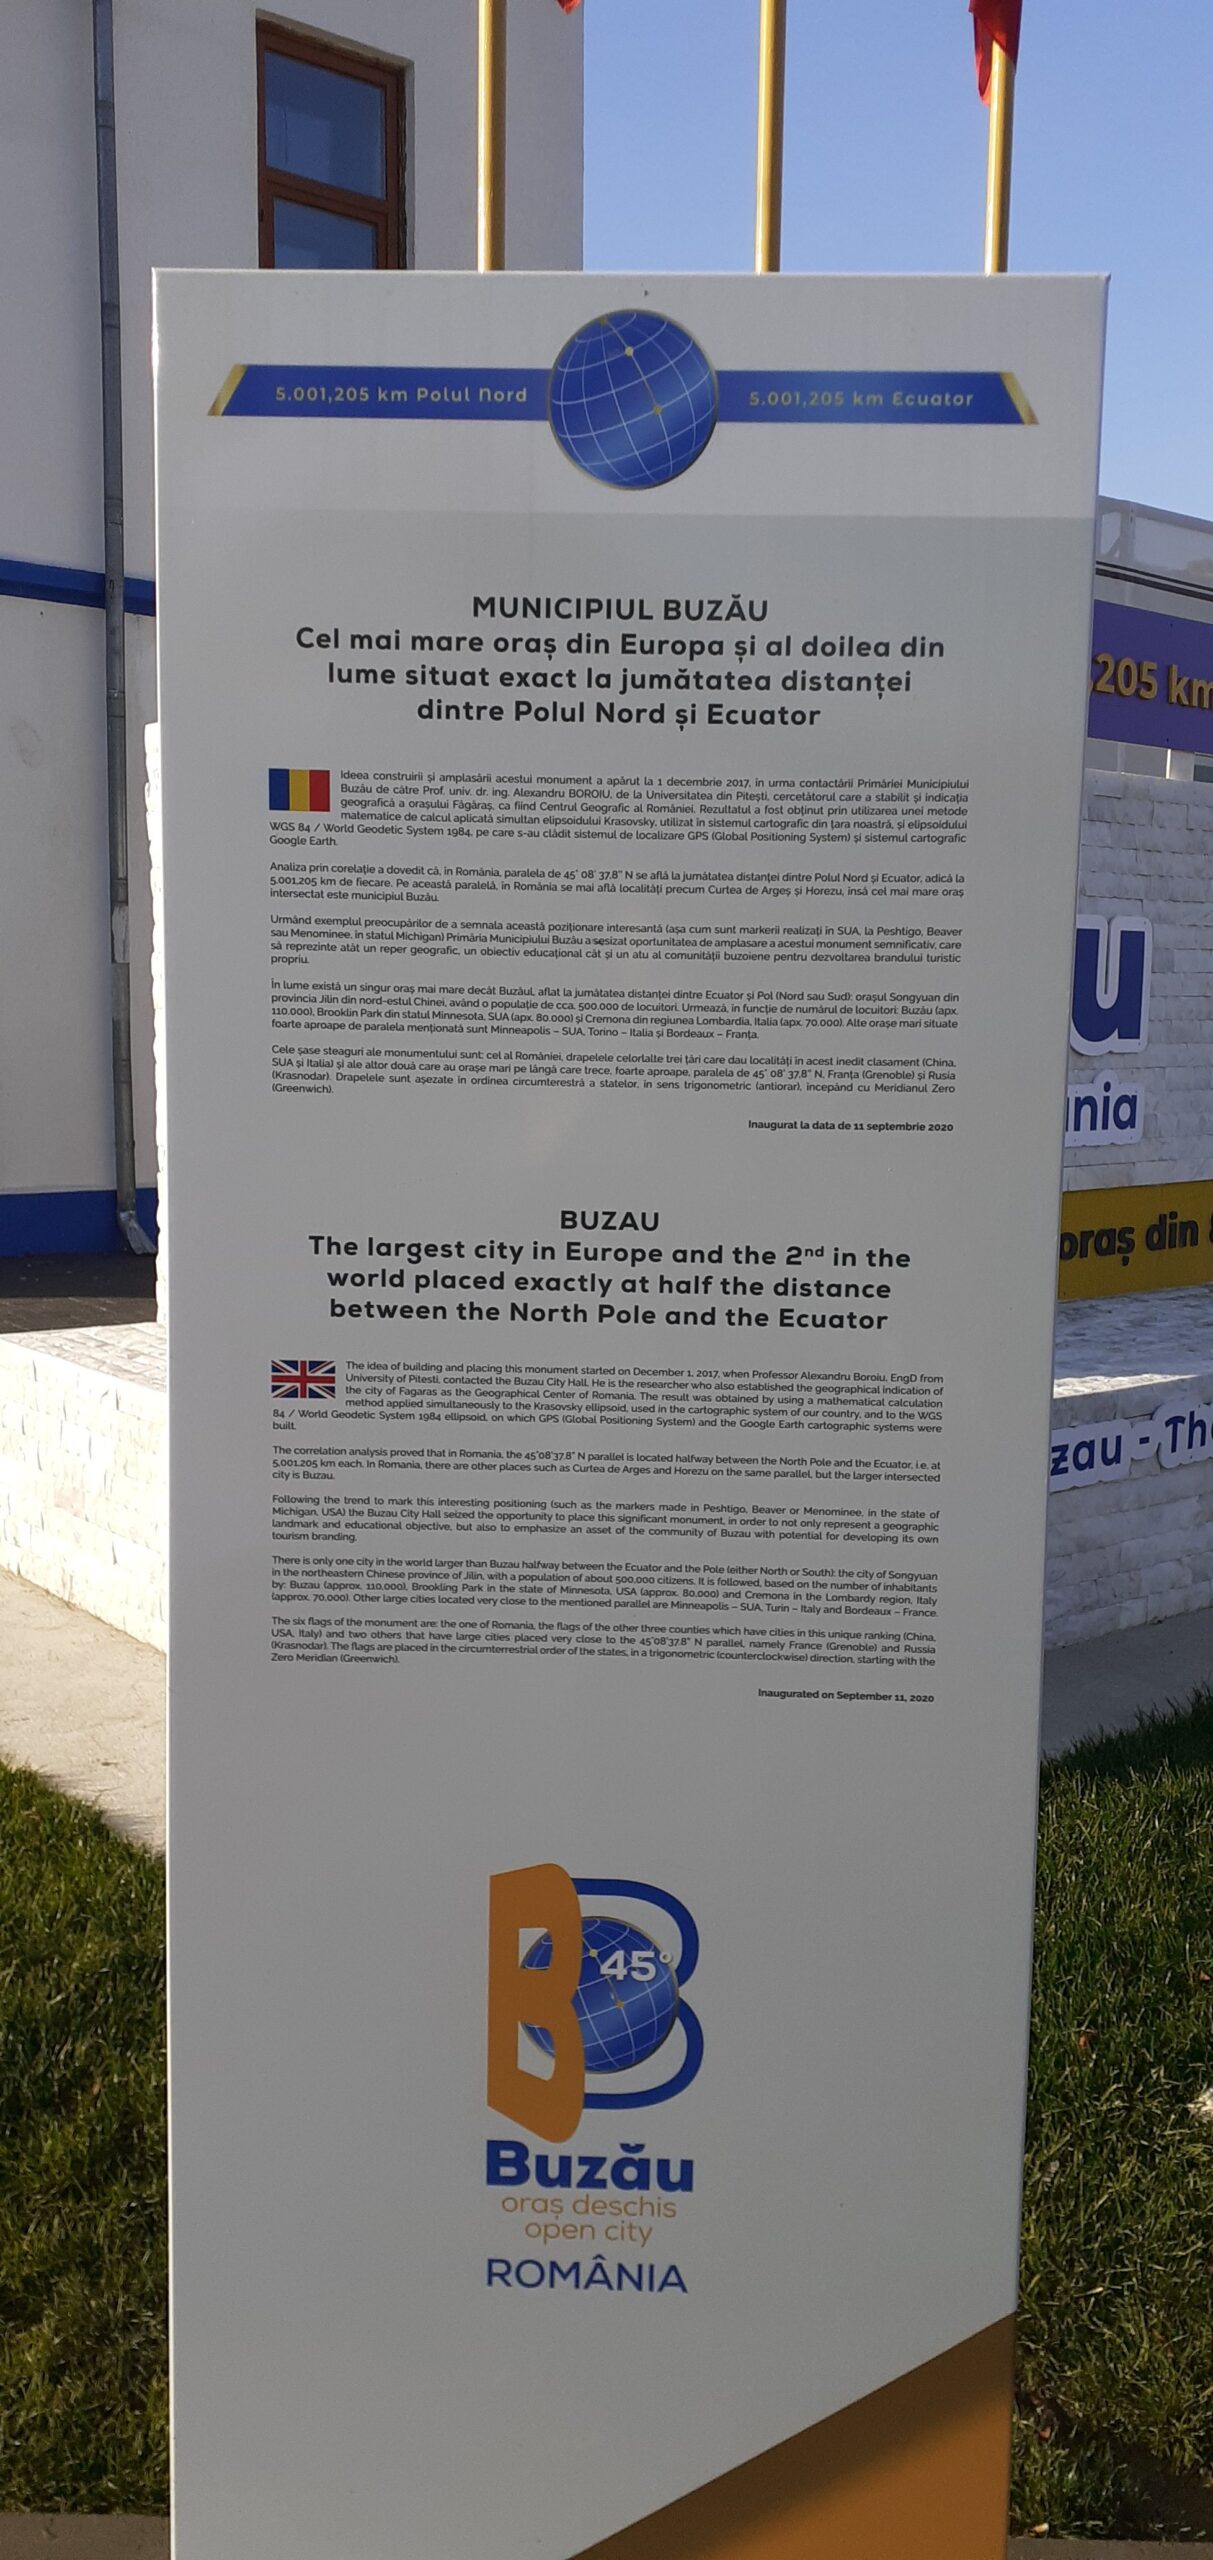 5.001,205 km Polul Nord
5.001,205 km Ecuator
MUNICIPIUL BUZĂU
Cel mai mare oraș din Europa și al doilea din
lume situat exact la jumătatea distanței
dintre Polul Nord și Ecuator
Ideea construirii și amplasării acestui monument a apărut la 1 decembrie 2017, în urma contactării Primăriei Municipiului
Buzău de către Prof. univ. dr. ing. Alexandru BOROIU, de la Universitatea din Pitești, cercetătorul care a stabilit și indicația
geografică a orașului Făgăraș, ca fiind Centrul Geografic al României. Rezultatul a fost obținut prin utilizarea unei metode
matematice de calcul aplicată simultan elipsoidului Krasovsky, utilizat în sistemul cartografic din țara noastră, și elipsoidului
WGS 84 / World Geodetic System 1984, pe care s-au clădit sistemul de localizare GPS (Global Positioning System) și sistemul cartografic
Google Earth.
Analiza prin corelație a dovedit că, în România, paralela de 45° 08' 37,8" N se află la jumătatea distanței dintre Polul Nord și Ecuator, adică la
5.001,205 km de fiecare. Pe această paralelă, în România se mai află localități precum Curtea de Argeș și Horezu, însă cel mai mare oraș
intersectat este municipiul Buzău.
Urmând exemplul preocupărilor de a semnala această poziționare interesantă (așa cum sunt markerii realizați în SUA, la Peshtigo, Beaver
sau Menominee, în statul Michigan) Primăria Municipiului Buzău a sesizat oportunitatea de amplasare a acestui monument semnificativ, care
să reprezinte atât un reper geografic, un obiectiv educațional cât și un atu al comunității buzoiene pentru dezvoltarea brandului turistic
propriu.
În lume există un singur oraș mai mare decât Buzăul, aflat la jumătatea distanței dintre Ecuator și Pol (Nord sau Sud): orașul Songyuan din
provincia Jilin din nord-estul Chinei, având o populație de cca. 500.000 de locuitori. Urmează, în funcție de numărul de locuitori: Buzău (apx.
110.000), Brooklin Park din statul Minnesota, SUA (apx. 80.000) și Cremona din regiunea Lombardia, Italia (apx. 70.000). Alte orașe mari situate
foarte aproape de paralela menționată sunt Minneapolis – SUA, Torino – Italia și Bordeaux – Franța.
Cele șase steaguri ale monumentului sunt: cel al României, drapelele celorlalte trei țări care dau localități în acest inedit clasament (China,
SUA și Italia) și ale altor două care au orașe mari pe lângă care trece, foarte aproape, paralela de 45° 08' 37,8" N, Franța (Grenoble) și Rusia
(Krasnodar). Drapelele sunt așezate în ordinea circumterestră a statelor, în sens trigonometric (antiorar), începând cu Meridianul Zero
(Greenwich).
Inaugurat la data de 11 septembrie 2020
BUZAU
The largest city in Europe and the 2nd in the
world placed exactly at half the distance
between the North Pole and the Ecuator
The idea of building and placing this monument started on December 1, 2017, when Professor Alexandru Boroiu, EngD from
University of Pitesti, contacted the Buzau City Hall. He is the researcher who also established the geographical indication of
the city of Fagaras as the Geographical Center of Romania. The result was obtained by using a mathematical calculation
method applied simultaneously to the Krasovsky ellipsoid, used in the cartographic system of our country, and to the WGS
84 / World Geodetic System 1984 ellipsoid, on which GPS (Global Positioning System) and the Google Earth cartographic systems were
built.
The correlation analysis proved that in Romania, the 45°08'37.8" N parallel is located halfway between the North Pole and the Ecuator, i.e. at
5.001.205 km each. In Romania, there are other places such as Curtea de Arges and Horezu on the same parallel, but the larger intersected
city is Buzau.
Following the trend to mark this interesting positioning (such as the markers made in Peshtigo, Beaver or Menominee, in the state of
Michigan, USA) the Buzau City Hall seized the opportunity to place this significant monument, in order to not only represent a geographic
landmark and educational objective, but also to emphasize an asset of the community of Buzau with potential for developing its own
tourism branding.
There is only one city in the world larger than Buzau halfway between the Ecuator and the Pole (either North or South): the city of Songyuan
in the northeastern Chinese province of Jilin, with a population of about 500,000 citizens. It is followed, based on the number of inhabitants
by: Buzau (approx. 110,000), Brookling Park in the state of Minnesota, USA (approx. 80,000) and Cremona in the Lombardy region, Italy
(approx. 70,000). Other large cities located very close to the mentioned parallel are Minneapolis – SUA, Turin – Italy and Bordeaux – France.
The six flags of the monument are: the one of Romania, the flags of the other three counties which have cities in this unique ranking (China,
USA, Italy) and two others that have large cities placed very close to the 45°08'37.8" N parallel, namely France (Grenoble) and Russia
(Krasnodar). The flags are placed in the circumterrestrial order of the states, in a trigonometric (counterclockwise) direction, starting with the
Zero Meridian (Greenwich).
Inaugurated on September 11, 2020
45°
Buzău
oraș deschis
open city
ROMÂNIA
205 km
u
nia
oraș din
zau - Th